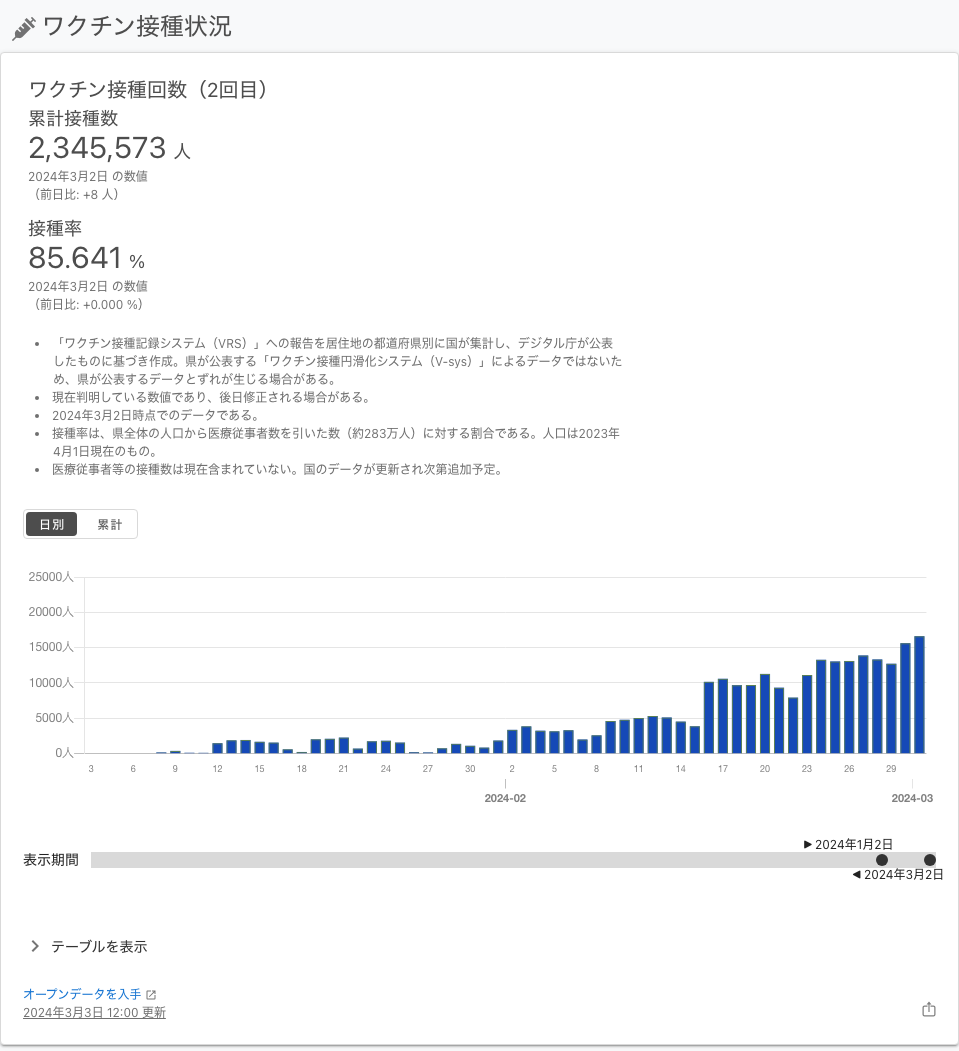 ワクチン接種状況
ワクチン接種回数（2回目）
累計接種数
2,345,573 人
2024年3月2日 の数値
（前日比: +8 人）
接種率
85.641 %
2024年3月2日 の数値
（前日比: +0.000 %）
• 「ワクチン接種記録システム（VRS）」への報告を居住地の都道府県別に国が集計し、デジタル庁が公表
したものに基づき作成。県が公表する「ワクチン接種円滑化システム（V-sys）」によるデータではないた
め、県が公表するデータとずれが生じる場合がある。
• 現在判明している数値であり、後日修正される場合がある。
• 2024年3月2日時点でのデータである。
• 接種率は、県全体の人口から医療従事者数を引いた数（約283万人）に対する割合である。人口は2023年
4月1日現在のもの。
• 医療従事者等の接種数は現在含まれていない。国のデータが更新され次第追加予定。
日別 累計
25000人
20000人
15000人
10000人
5000人
0人
3 6 9 12 15 18 21 24 27 30 2 5 8 11 14 17 20 23 26 29
2024-02 2024-03
▶ 2024年1月2日
表示期間
◀ 2024年3月2日
テーブルを表示
オープンデータを入手
2024年3月3日 12:00 更新